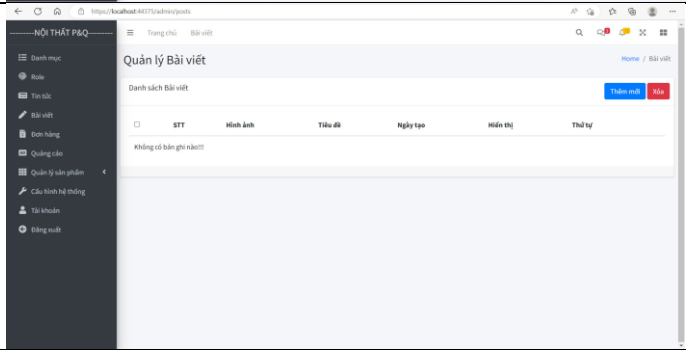 https://localhost:44375/admin/posts
----------NỘI THẤT P&Q----------
Trang chủ Bài viết
Danh mục
Role
Tin tức
Bài viết
Đơn hàng
Quảng cáo
Quản lý sản phẩm
Cấu hình hệ thống
Tài khoản
Đăng xuất
Quản lý Bài viết
Home / Bài viết
Danh sách Bài viết
Thêm mới Xóa
STT Hình ảnh Tiêu đề Ngày tạo Hiển thị Thứ tự
Không có bản ghi nào!!!